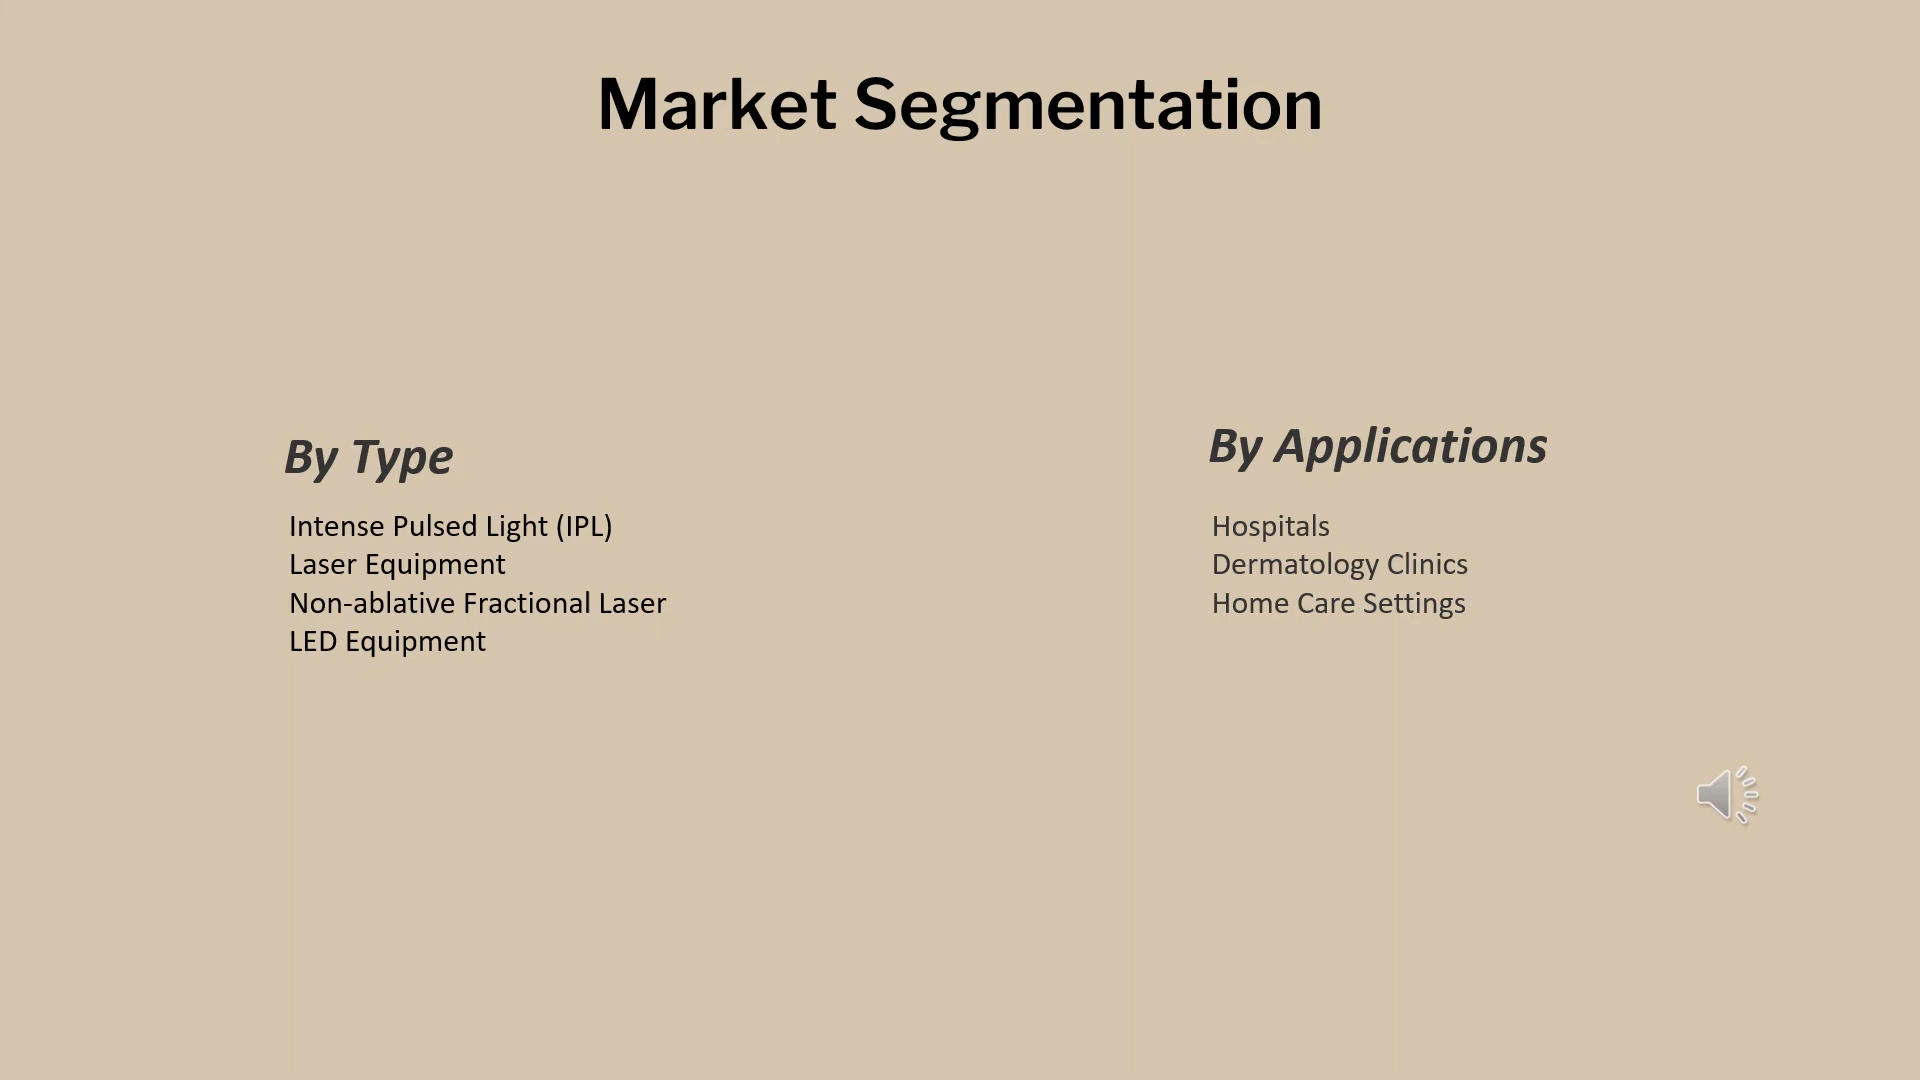 Market Segmentation
By Type
Intense Pulsed Light (IPL)
Laser Equipment
Non-ablative Fractional Laser
LED Equipment
By Applications
Hospitals
Dermatology Clinics
Home Care Settings